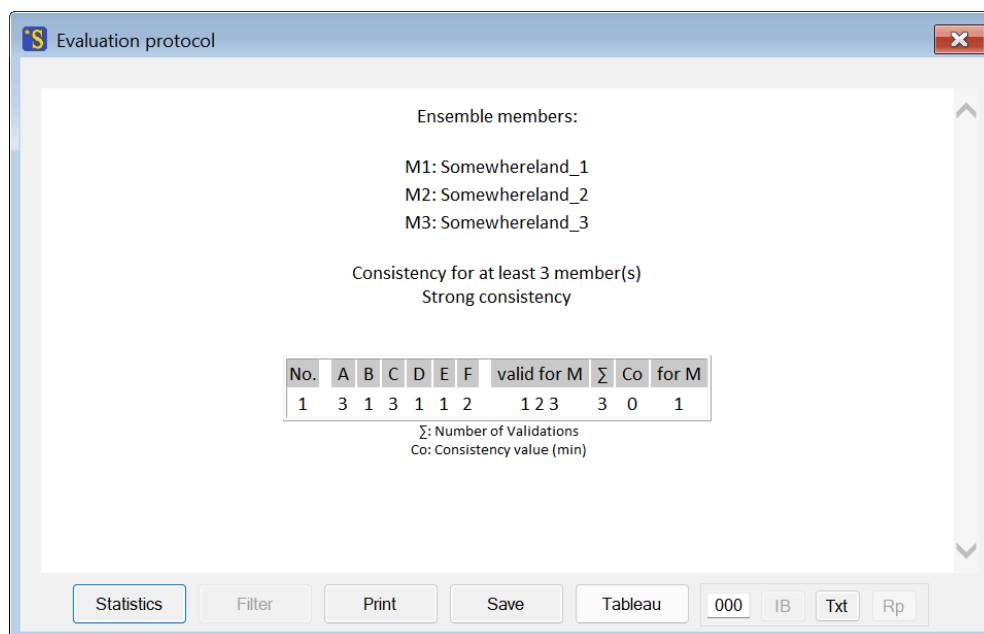 Evaluation protocol
Ensemble members:
M1: Somewhereland_1
M2: Somewhereland_2
M3: Somewhereland_3
Consistency for at least 3 member(s)
Strong consistency
No. A B C D E F valid for M ∑ Co for M
1 3 1 3 1 1 2 1 2 3 3 0 1
∑: Number of Validations
Co: Consistency value (min)
Statistics Filter Print Save Tableau 000 IB Txt Rp